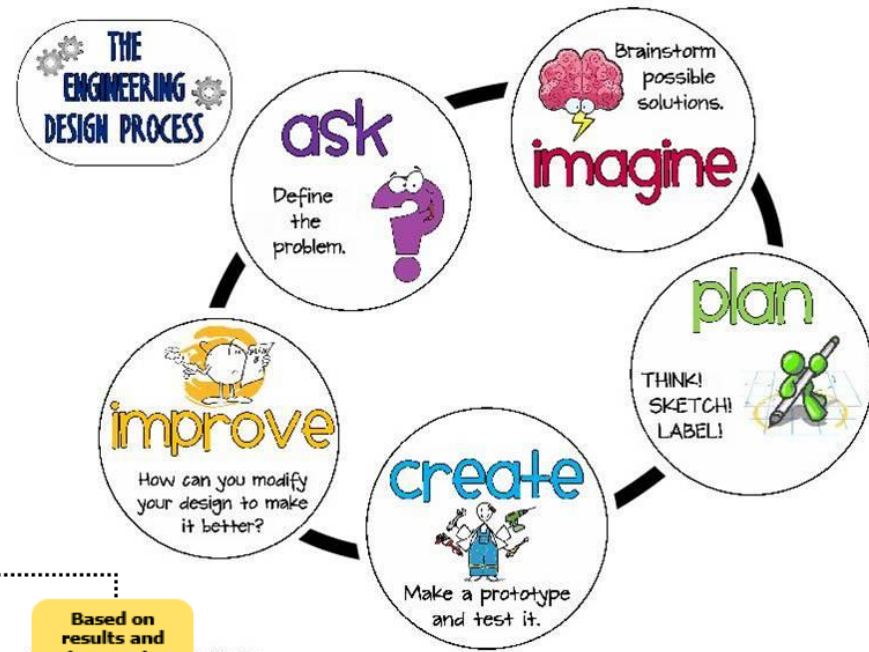 THE
ENGINEERING
DESIGN PROCESS
ask
Define
the
problem.
Brainstorm
possible
solutions.
imagine
plan
THINK!
SKETCH!
LABEL!
create
Make a prototype
and test it.
improve
How can you modify
your design to make
it better?
Based on
results and